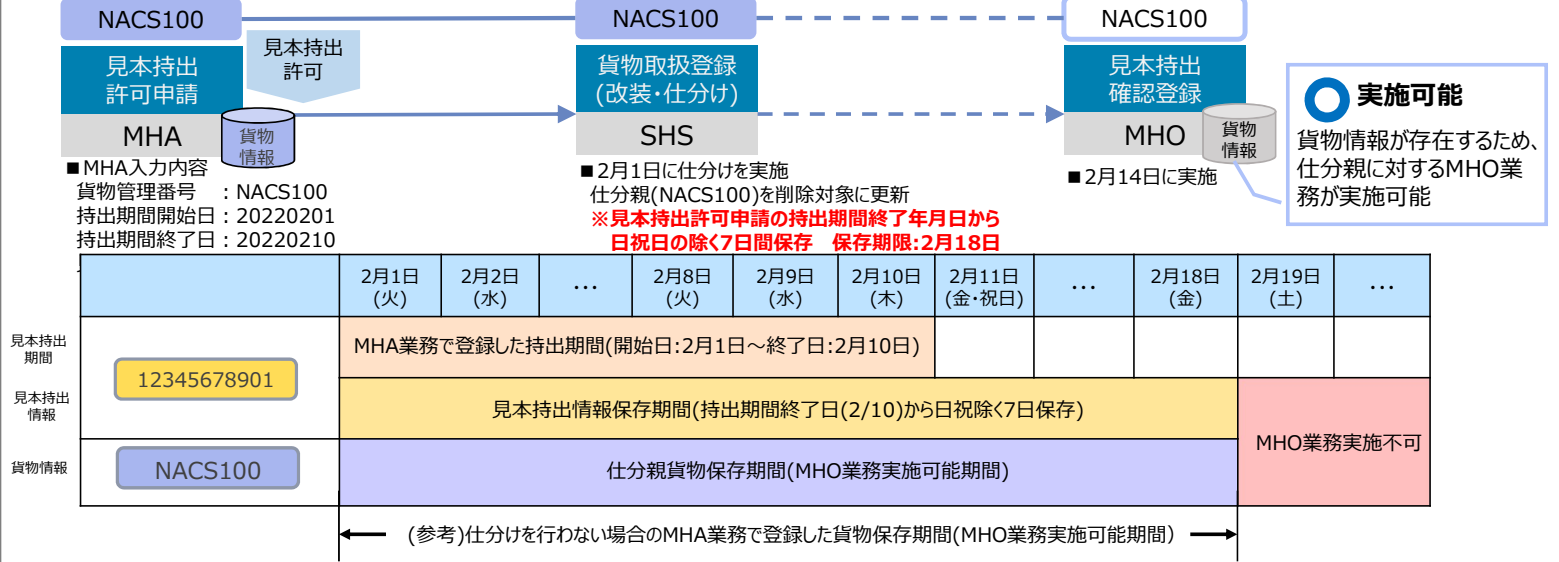 NACS100
NACS100
NACS100
見本持出
許可申請
見本持出
許可
貨物取扱登録
(改装・仕分け)
見本持出
確認登録
MHA
貨物
情報
SHS
MHO
貨物
情報
実施可能
貨物情報が存在するため、
仕分親に対するMHO業
務が実施可能
■MHA入力内容
貨物管理番号 :NACS100
持出期間開始日:20220201
持出期間終了日:20220210
■2月1日に仕分けを実施
仕分親(NACS100)を削除対象に更新
※見本持出許可申請の持出期間終了年月日から
日祝日の除く7日間保存 保存期限:2月18日
■2月14日に実施
2月1日
(火)
2月2日
(水)
…
2月8日
(火)
2月9日
(水)
2月10日
(木)
2月11日
(金・祝日)
…
2月18日
(金)
2月19日
(土)
…
見本持出
期間
12345678901
MHA業務で登録した持出期間(開始日:2月1日~終了日:2月10日)
見本持出
情報
見本持出情報保存期間(持出期間終了日(2/10)から日祝除く7日保存)
MHO業務実施不可
貨物情報
NACS100
仕分親貨物保存期間(MHO業務実施可能期間)
(参考)仕分けを行わない場合のMHA業務で登録した貨物保存期間(MHO業務実施可能期間)